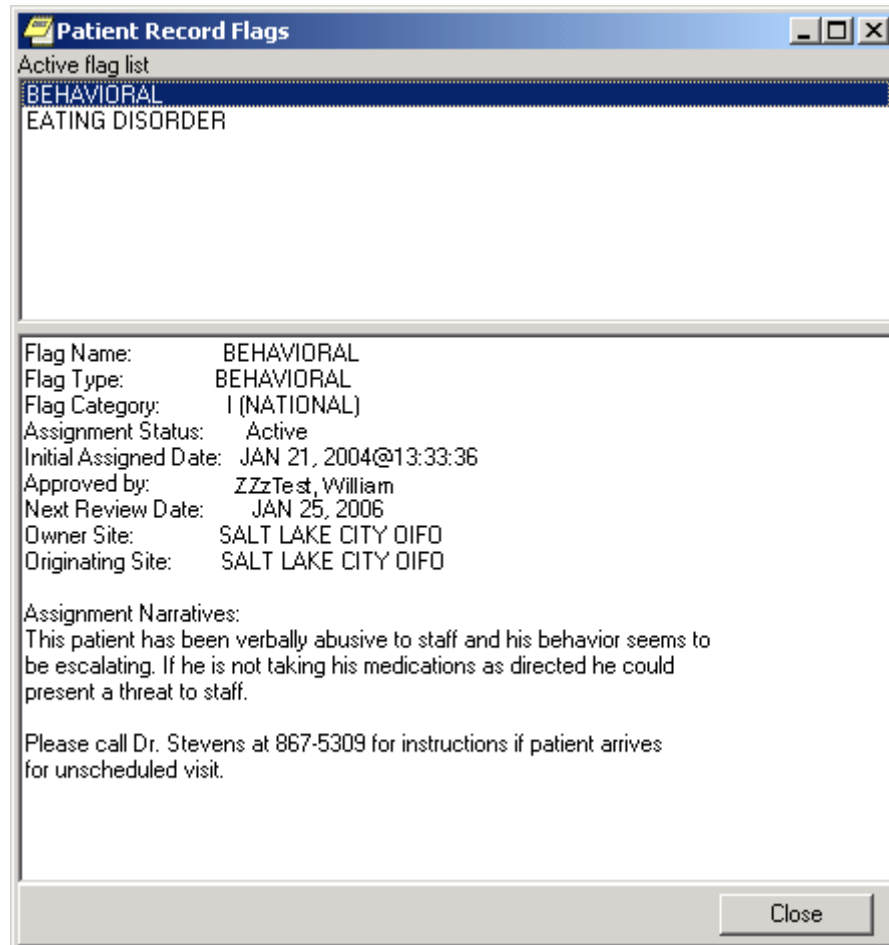 Patient Record Flags
Active flag list
BEHAVIORAL
EATING DISORDER
Flag Name: BEHAVIORAL
Flag Type: BEHAVIORAL
Flag Category: I (NATIONAL)
Assignment Status: Active
Initial Assigned Date: JAN 21, 2004@13:33:36
Approved by: ZZzTest, William
Next Review Date: JAN 25, 2006
Owner Site: SALT LAKE CITY OIFO
Originating Site: SALT LAKE CITY OIFO
Assignment Narratives:
This patient has been verbally abusive to staff and his behavior seems to
be escalating. If he is not taking his medications as directed he could
present a threat to staff.
Please call Dr. Stevens at 867-5309 for instructions if patient arrives
for unscheduled visit.
Close